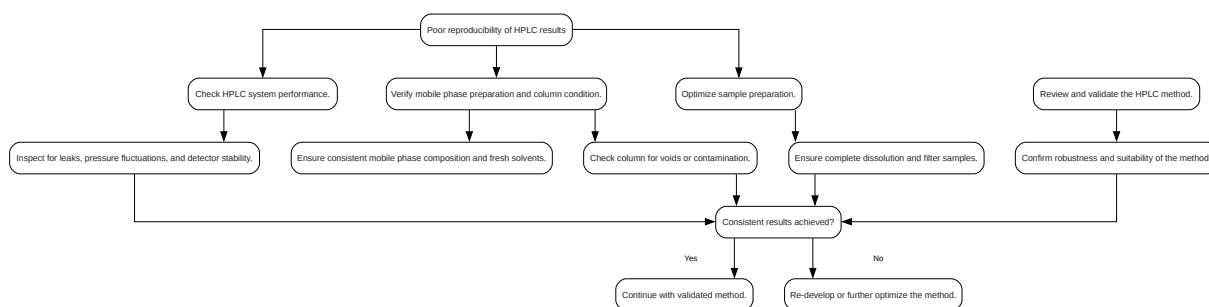 Poor reproducibility of HPLC results
Check HPLC system performance.
Verify mobile phase preparation and column condition.
Optimize sample preparation.
Review and validate the HPLC method.
Inspect for leaks, pressure fluctuations, and detector stability.
Ensure consistent mobile phase composition and fresh solvents.
Check column for voids or contamination.
Ensure complete dissolution and filter samples.
Confirm robustness and suitability of the method
Consistent results achieved?
Yes
No
Continue with validated method.
Re-develop or further optimize the method.